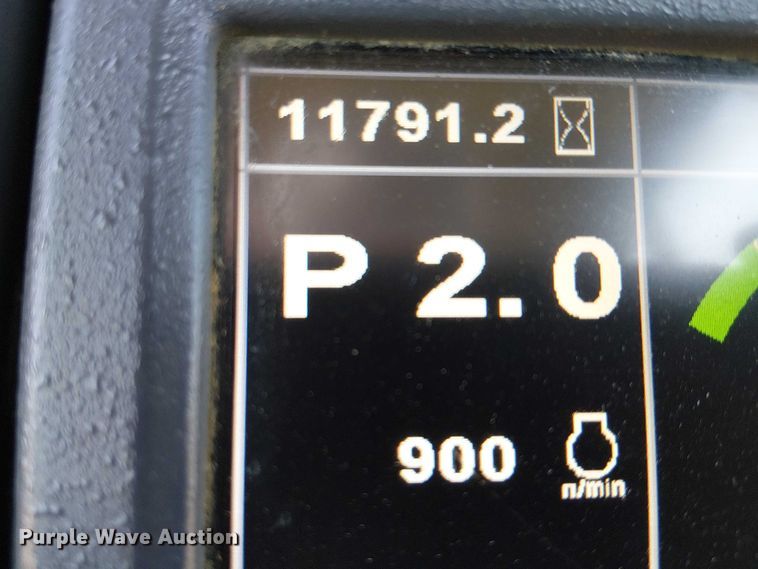 11791.2
P 2.0
900
n/min
Purple Wave Auction